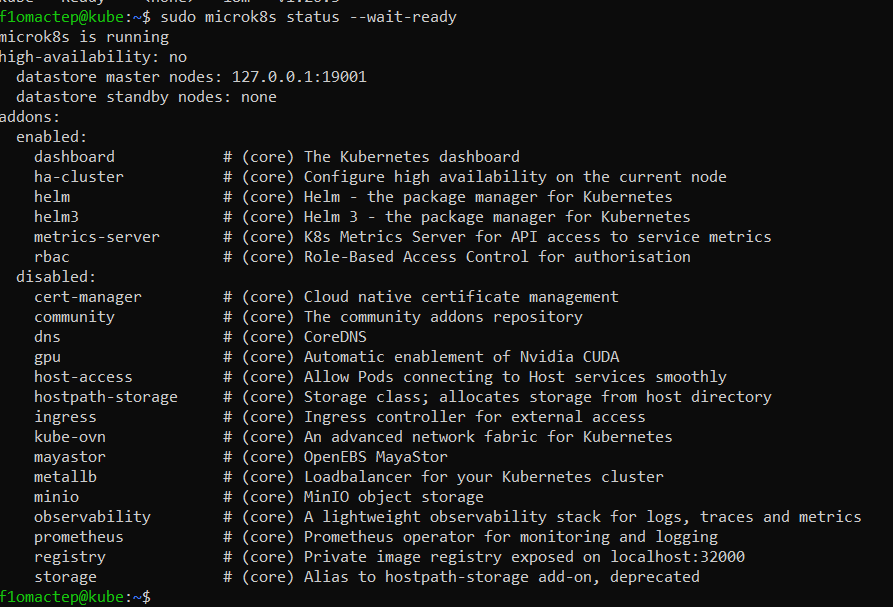 f1omactep@kube:~$ sudo microk8s status --wait-ready
microk8s is running
high-availability: no
  datastore master nodes: 127.0.0.1:19001
  datastore standby nodes: none
addons:
  enabled:
    dashboard            # (core) The Kubernetes dashboard
    ha-cluster           # (core) Configure high availability on the current node
    helm                 # (core) Helm - the package manager for Kubernetes
    helm3                # (core) Helm 3 - the package manager for Kubernetes
    metrics-server       # (core) K8s Metrics Server for API access to service metrics
    rbac                 # (core) Role-Based Access Control for authorisation
  disabled:
    cert-manager         # (core) Cloud native certificate management
    community            # (core) The community addons repository
    dns                  # (core) CoreDNS
    gpu                  # (core) Automatic enablement of Nvidia CUDA
    host-access          # (core) Allow Pods connecting to Host services smoothly
    hostpath-storage     # (core) Storage class; allocates storage from host directory
    ingress              # (core) Ingress controller for external access
    kube-ovn             # (core) An advanced network fabric for Kubernetes
    mayastor             # (core) OpenEBS MayaStor
    metallb              # (core) Loadbalancer for your Kubernetes cluster
    minio                # (core) MinIO object storage
    observability        # (core) A lightweight observability stack for logs, traces and metrics
    prometheus           # (core) Prometheus operator for monitoring and logging
    registry             # (core) Private image registry exposed on localhost:32000
    storage              # (core) Alias to hostpath-storage add-on, deprecated
f1omactep@kube:~$